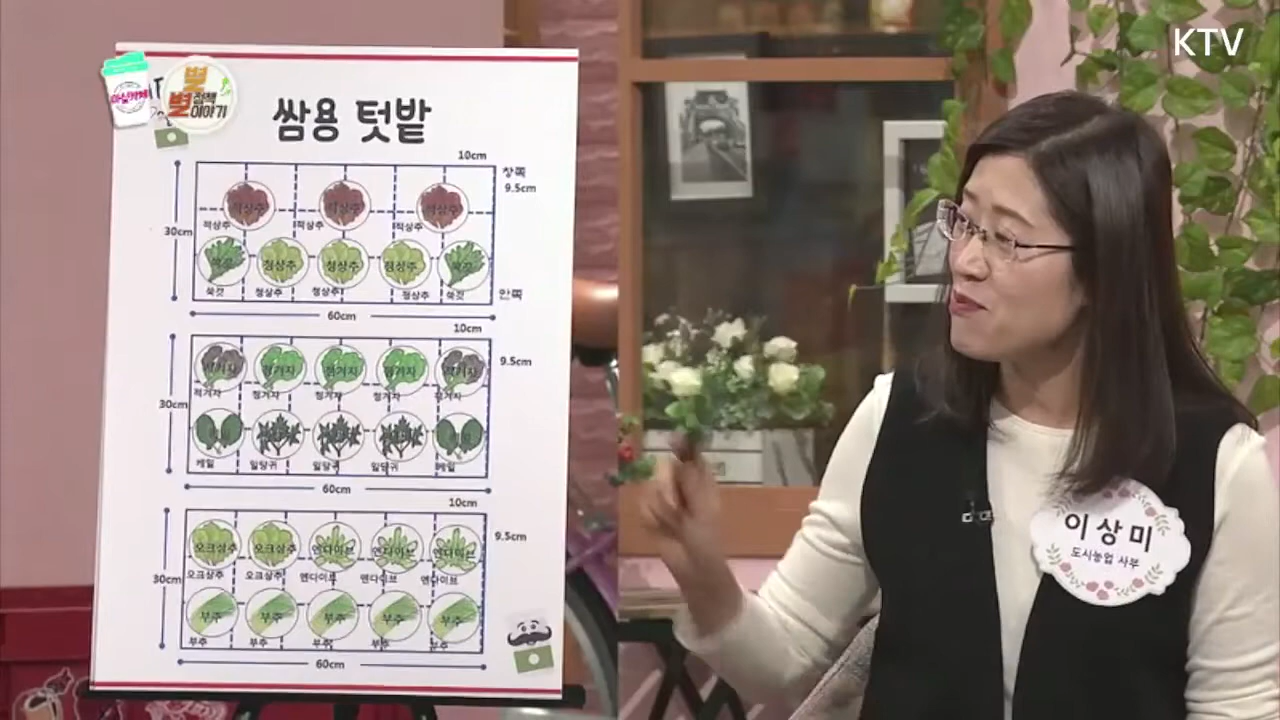 KTV
별
별정책
이야기
쌈용 텃밭
10cm
창쪽
9.5cm
적상추 적상추 적상추
적상추 적상추 적상추
30cm
쑥갓 청상추 청상추 청상추 쑥갓
쑥갓 청상추 청상추 청상추 쑥갓
안쪽
60cm
10cm
9.5cm
적겨자 청겨자 청겨자 청겨자 적겨자
적겨자 청겨자 청겨자 청겨자 적겨자
30cm
케일 일당귀 일당귀 일당귀 케일
60cm
10cm
9.5cm
오크상추 오크상추 엔다이브 엔다이브 엔다이브
오크상추 오크상추 엔다이브 엔다이브 엔다이브
30cm
부추 부추 부추 부추 부추
부추 부추 부추 부추 부추
60cm
이상미
도시농업 사부